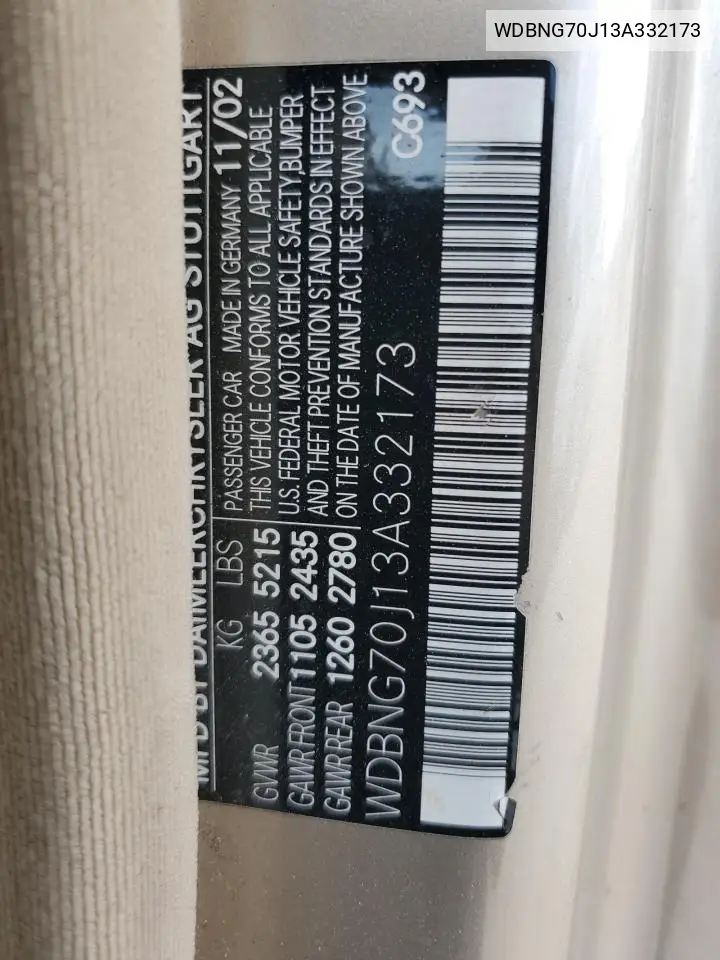 WDBNG70J13A332173
MFD BY DAIMLERCHRYSLER AG STUTTGART
KG LBS PASSENGER CAR MADE IN GERMANY 11/02
GVWR 2365 5215 THIS VEHICLE CONFORMS TO ALL APPLICABLE
GAWR FRONT 1105 2435 U.S. FEDERAL MOTOR VEHICLE SAFETY,BUMPER
GAWR REAR 1260 2780 AND THEFT PREVENTION STANDARDS IN EFFECT
ON THE DATE OF MANUFACTURE SHOWN ABOVE
WDBNG70J13A332173 C693